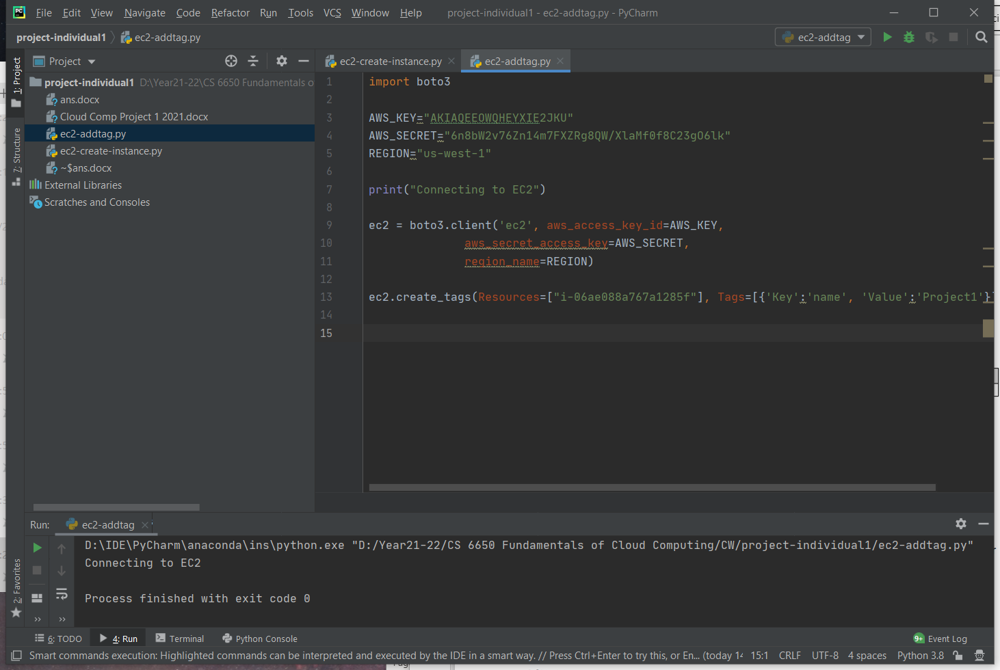 File Edit View Navigate Code Refactor Run Tools VCS Window Help project-individual1 - ec2-addtag.py - PyCharm
project-individual1 ec2-addtag.py ec2-addtag
1: Project
7: Structure
2: Favorites
Project
project-individual1 D:\Year21-22\CS 6650 Fundamentals o
ans.docx
Cloud Comp Project 1 2021.docx
ec2-addtag.py
ec2-create-instance.py
~$ans.docx
External Libraries
Scratches and Consoles
ec2-create-instance.py ec2-addtag.py
1 import boto3
2
3 AWS_KEY="AKIAQEEOWQHEYXIE2JKU"
4 AWS_SECRET="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"
5 REGION="us-west-1"
6
7 print("Connecting to EC2")
8
9 ec2 = boto3.client('ec2', aws_access_key_id=AWS_KEY,
10 aws_secret_access_key=AWS_SECRET,
11 region_name=REGION)
12
13 ec2.create_tags(Resources=["i-06ae088a767a1285f"], Tags=[{'Key':'name', 'Value':'Project1'}]
14
15
Run: ec2-addtag
D:\IDE\PyCharm\anaconda\ins\python.exe "D:/Year21-22/CS 6650 Fundamentals of Cloud Computing/CW/project-individual1/ec2-addtag.py"
Connecting to EC2
Process finished with exit code 0
6: TODO 4: Run Terminal Python Console 9+ Event Log
Smart commands execution: Highlighted commands can be interpreted and executed by the IDE in a smart way. // Press Ctrl+Enter to try this, or En... (today 14 15:1 CRLF UTF-8 4 spaces Python 3.8